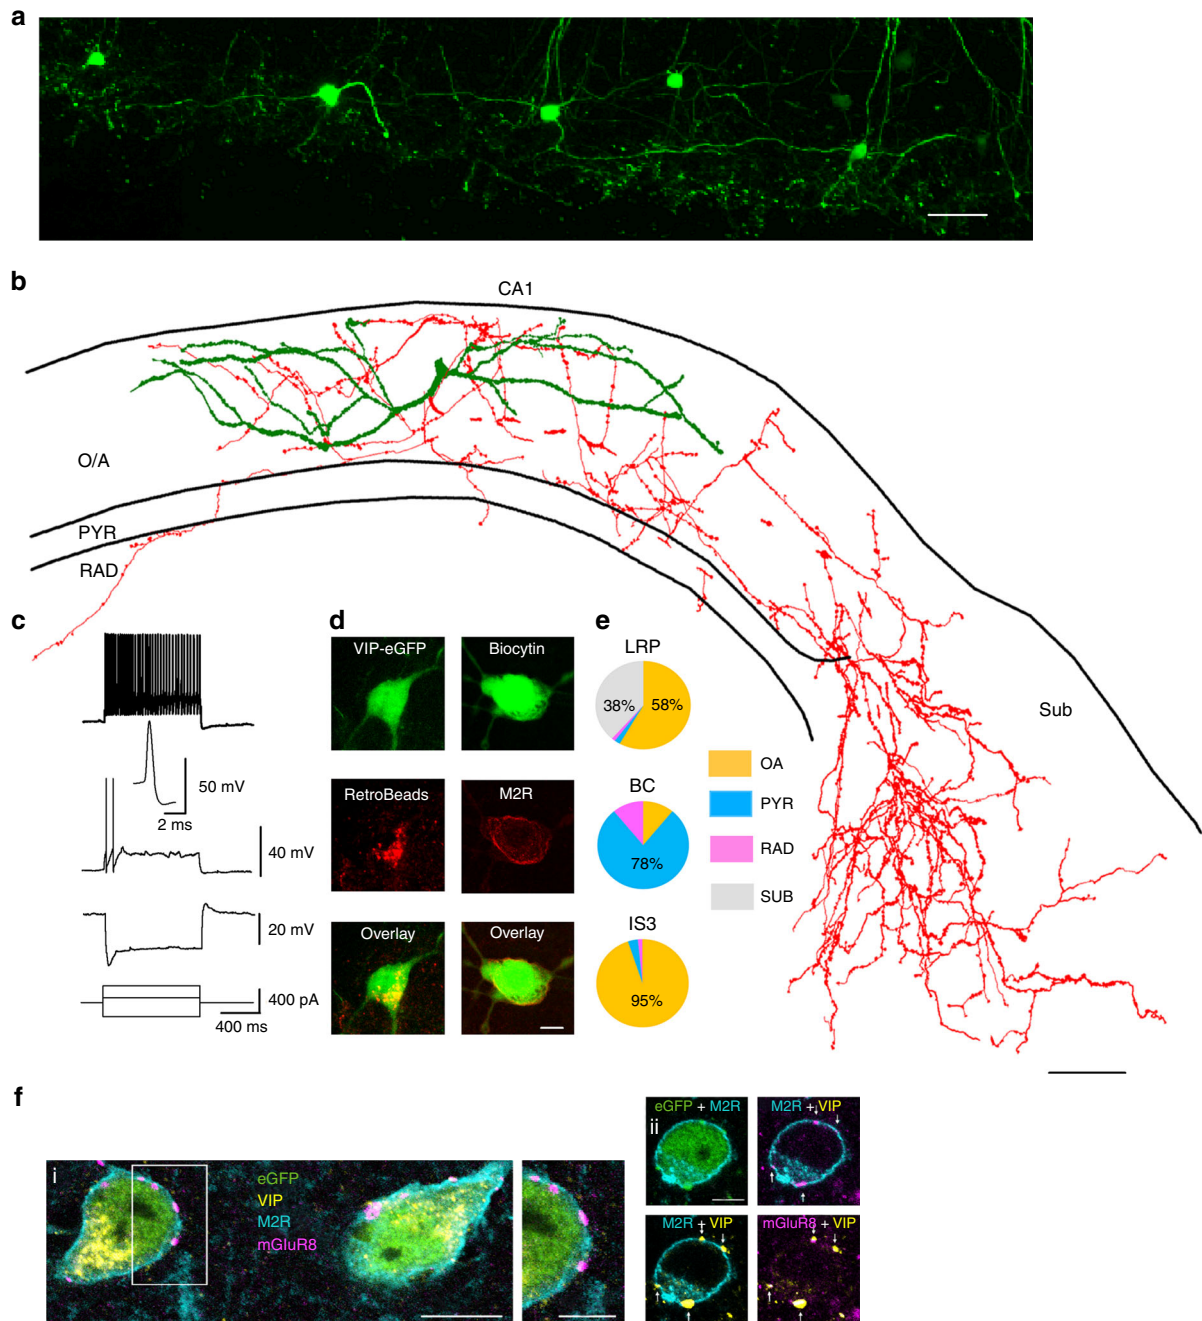 a
b
CA1
O/A
PYR
RAD
Sub
c
50 mV
2 ms
40 mV
20 mV
400 pA
400 ms
d
VIP-eGFP
Biocytin
RetroBeads
M2R
Overlay
Overlay
e
LRP
38%
58%
BC
78%
IS3
95%
OA
PYR
RAD
SUB
f
i
eGFP
VIP
M2R
mGluR8
ii
eGFP + M2R
M2R + VIP
M2R + VIP
mGluR8 + VIP